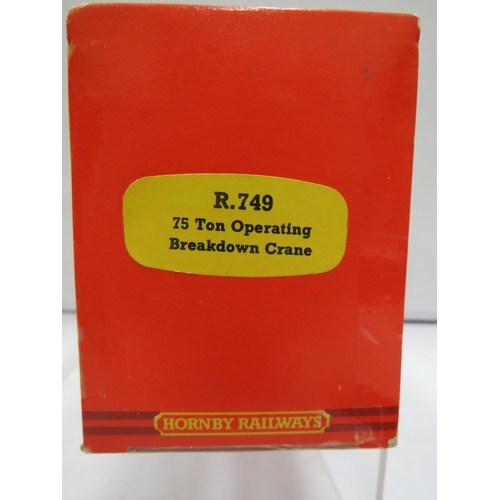 R.749
75 Ton Operating
Breakdown Crane
HORNBY RAILWAYS